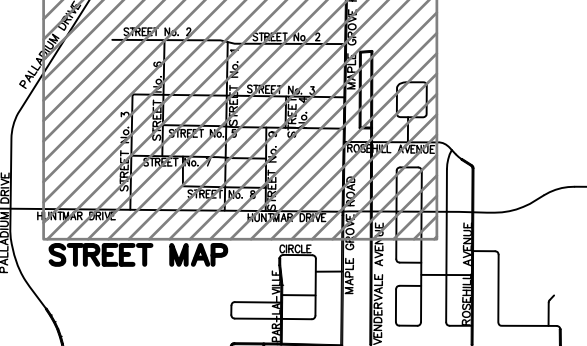 STREET No. 2
STREET No. 2
PALLADIUM DRIVE
MAPLE GROVE
STREET No. 6
STREET No. 1
STREET No. 3
STREET No. 4
STREET No. 3
STREET No. 5
STREET No. 9
ROSEHILL AVENUE
STREET No. 7
STREET No. 8
PALLADIUM DRIVE
HUNTMAR DRIVE
HUNTMAR DRIVE
MAPLE GROVE ROAD
STREET MAP
CIRCLE
PAR-LA-VILLE
VENDERVALE AVENUE
ROSEHILL AVENUE